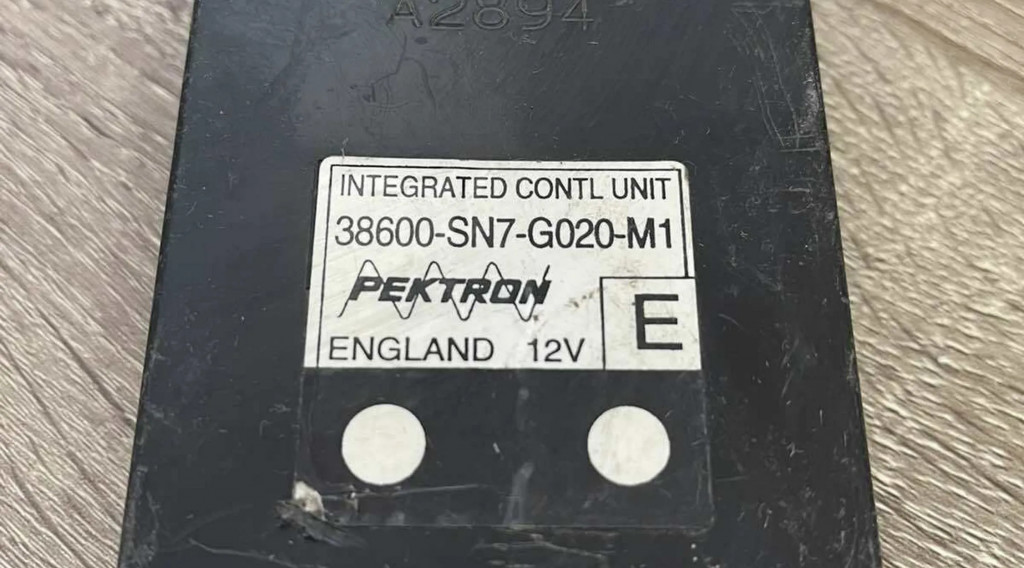 A2894
INTEGRATED CONTL UNIT
38600-SN7-G020-M1
PEKTRON
ENGLAND 12V
E